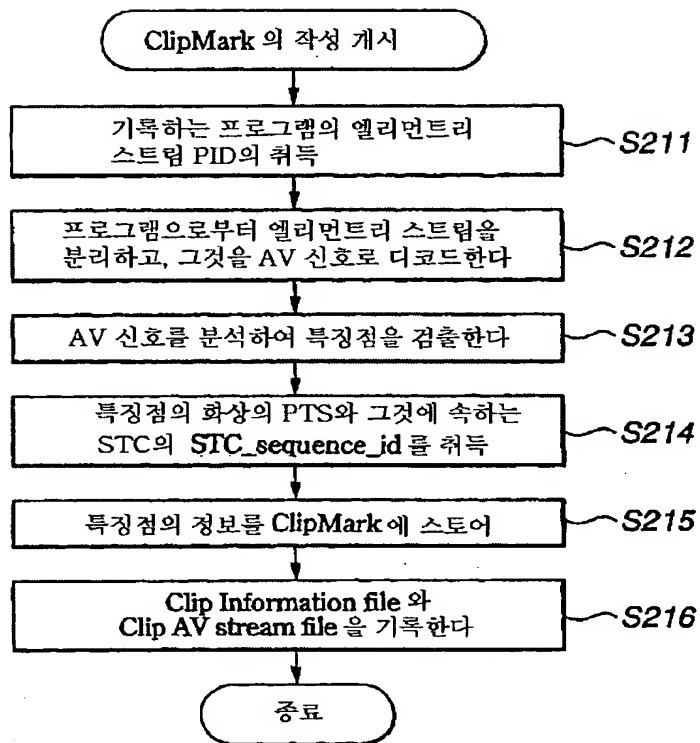 ClipMark 의 작성 개시
기록하는 프로그램의 엘리먼트리
스트림 PID의 취득
S211
프로그램으로부터 엘리먼트리 스트림을
분리하고, 그것을 AV 신호로 디코드한다
S212
AV 신호를 분석하여 특징점을 검출한다
S213
특징점의 화상의 PTS와 그것에 속하는
STC의 STC_sequence_id 를 취득
S214
특징점의 정보를 ClipMark 에 스토어
S215
Clip Information file 와
Clip AV stream file 을 기록한다
S216
종료